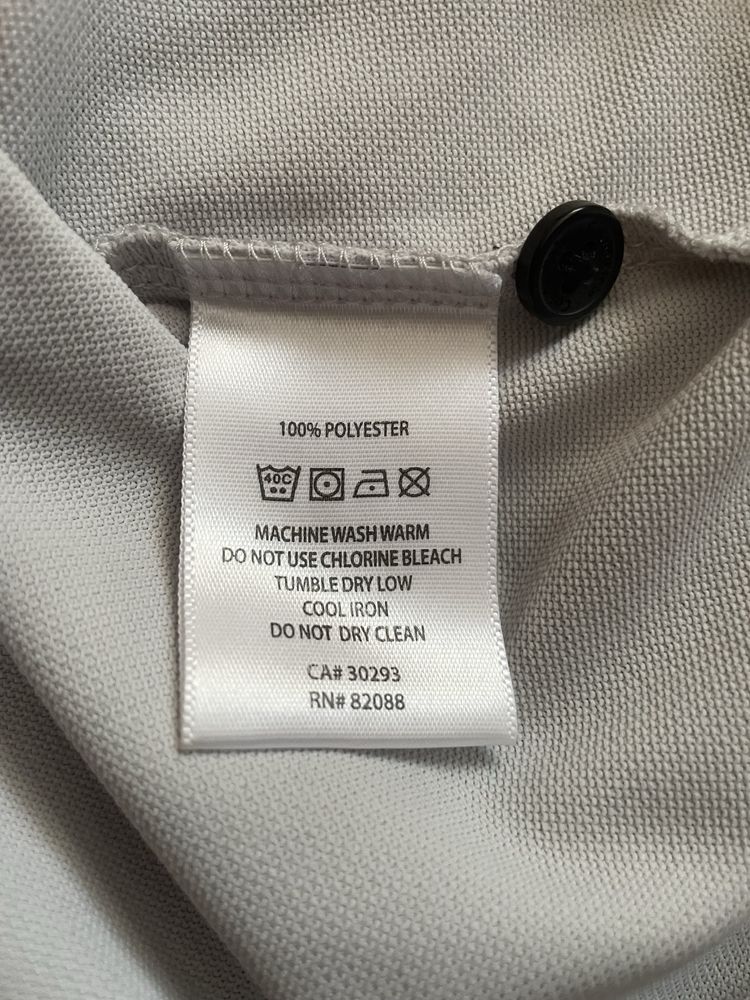 100% POLYESTER
40C
MACHINE WASH WARM
DO NOT USE CHLORINE BLEACH
TUMBLE DRY LOW
COOL IRON
DO NOT DRY CLEAN
CA# 30293
RN# 82088